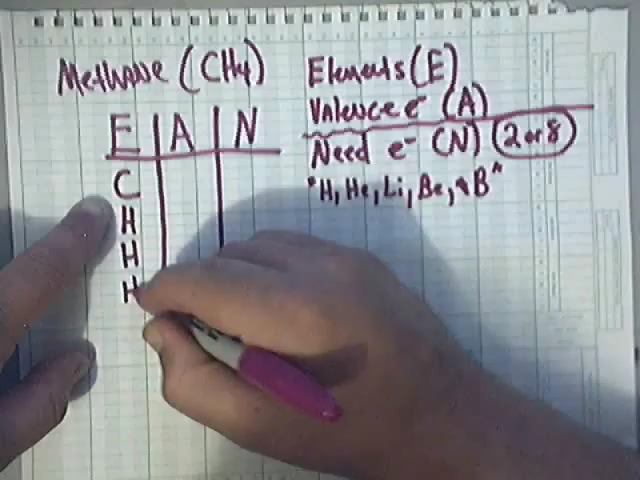 Methane (CH4)
Elements (E)
Valence e⁻ (A)
Need e⁻ (N) 2 or 8
"H, He, Li, Be, & B"
E A N
C
H
H
H